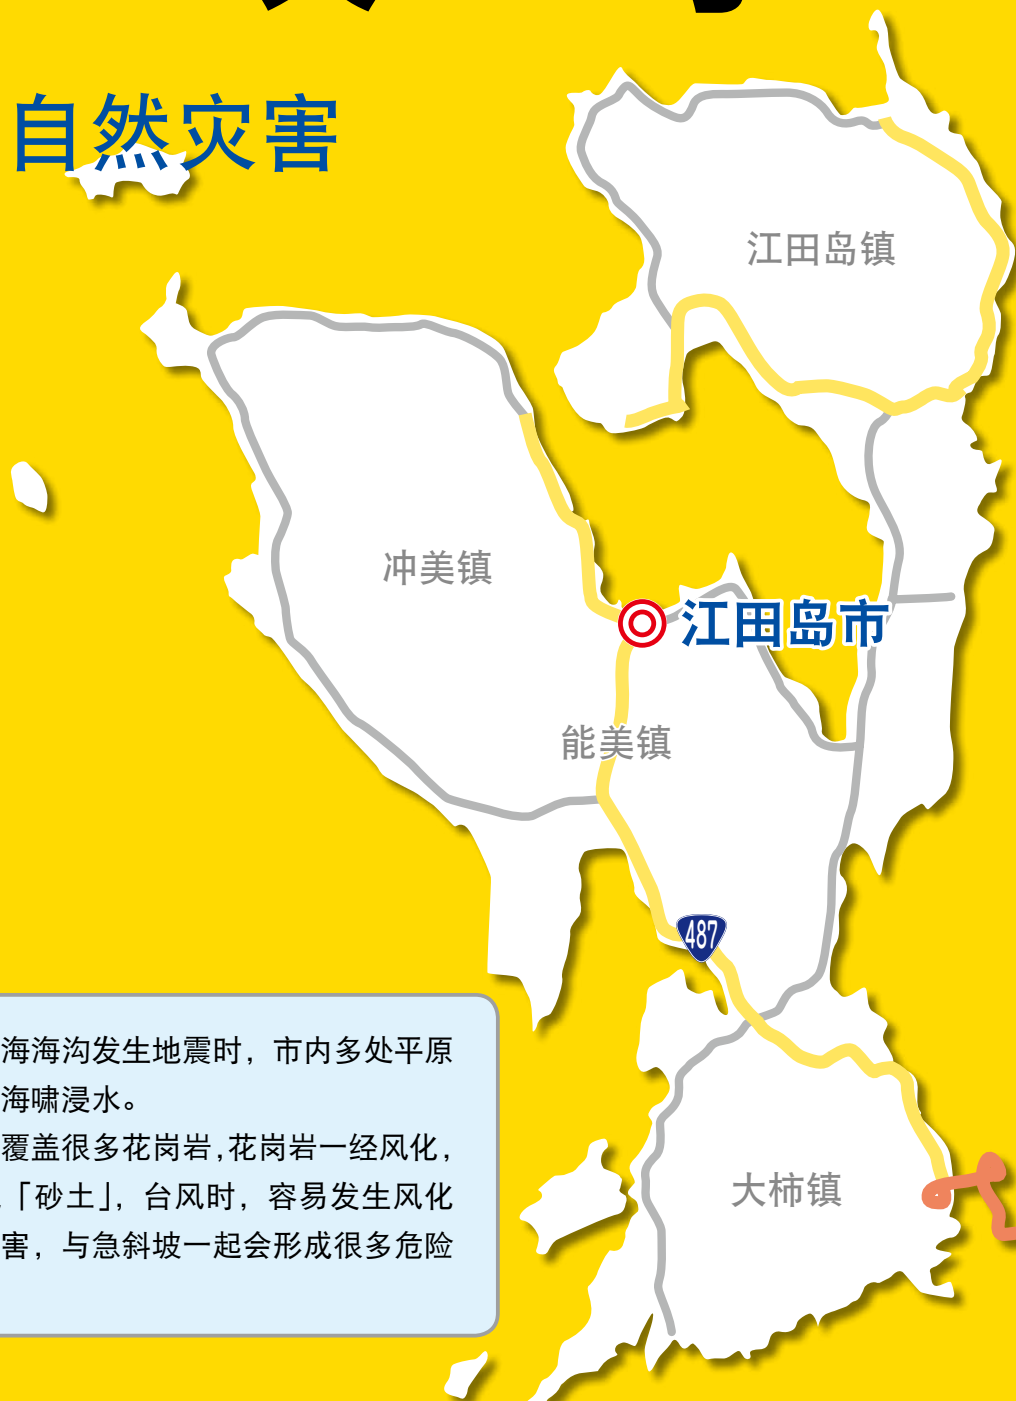 自然灾害
江田岛镇
冲美镇
江田岛市
能美镇
487
海海沟发生地震时，市内多处平原
海啸浸水。
覆盖很多花岗岩,花岗岩一经风化，
「砂土」，台风时，容易发生风化
害，与急斜坡一起会形成很多危险
大柿镇